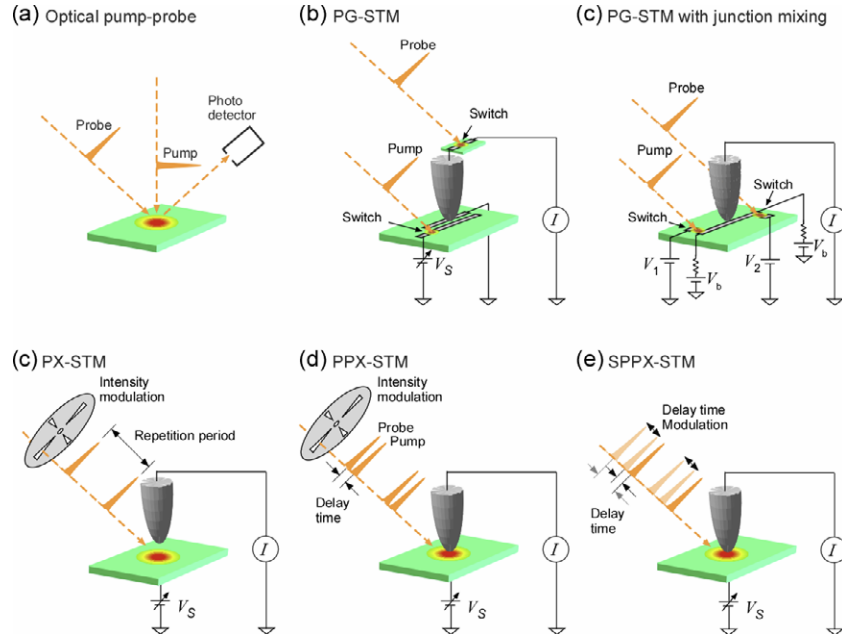 (a) Optical pump-probe
Probe
Pump
Photo
detector
(b) PG-STM
Probe
Switch
Pump
Switch
V_S
I
(c) PG-STM with junction mixing
Probe
Pump
Switch
Switch
V_1
V_b
V_2
V_b
I
(c) PX-STM
Intensity
modulation
Repetition period
I
V_S
(d) PPX-STM
Intensity
modulation
Probe
Pump
Delay
time
I
V_S
(e) SPPX-STM
Delay time
Modulation
Delay
time
I
V_S